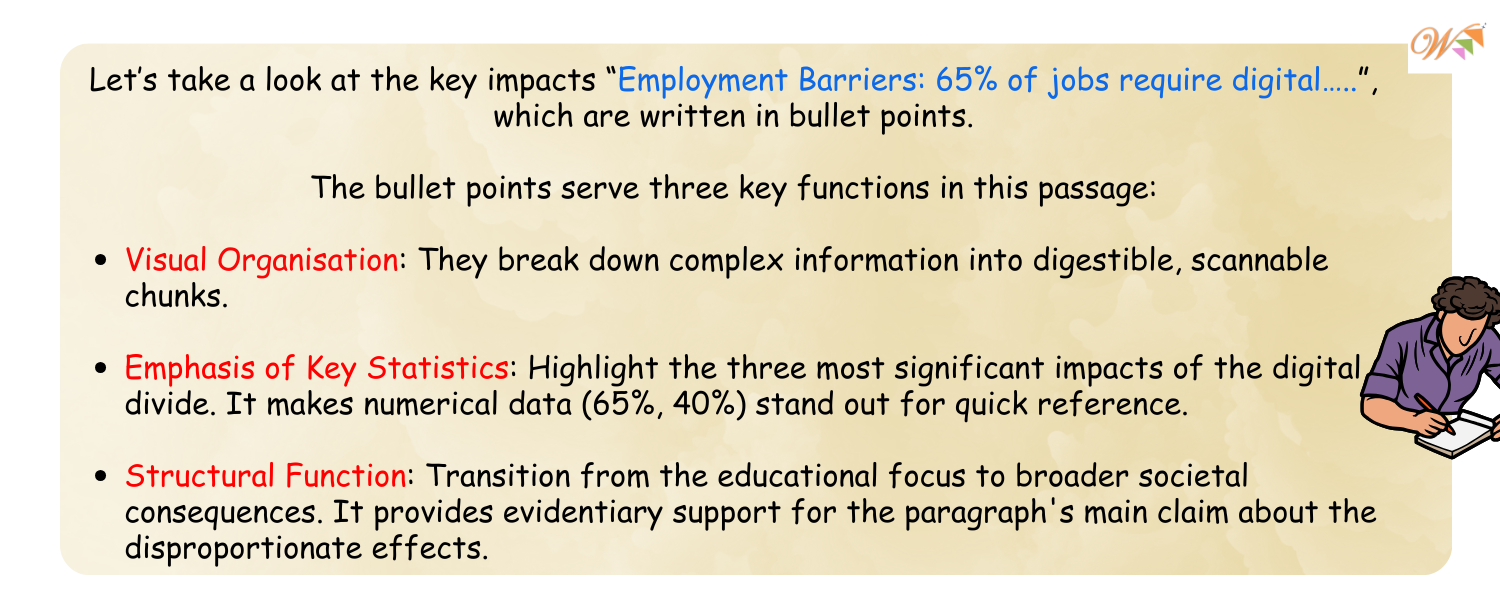 Let's take a look at the key impacts “Employment Barriers: 65% of jobs require digital.....”,
which are written in bullet points.
The bullet points serve three key functions in this passage:
• Visual Organisation: They break down complex information into digestible, scannable
chunks.
• Emphasis of Key Statistics: Highlight the three most significant impacts of the digital
divide. It makes numerical data (65%, 40%) stand out for quick reference.
• Structural Function: Transition from the educational focus to broader societal
consequences. It provides evidentiary support for the paragraph's main claim about the
disproportionate effects.
W